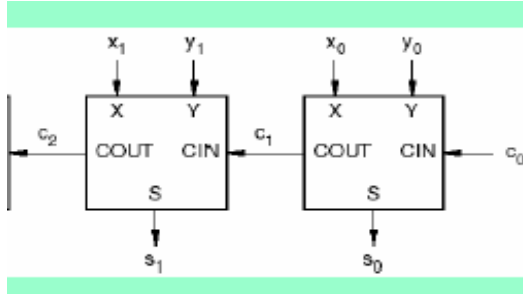 x₁ y₁ x₀ y₀
X Y X Y
c₂ COUT CIN c₁ COUT CIN c₀
S S
s₁ s₀